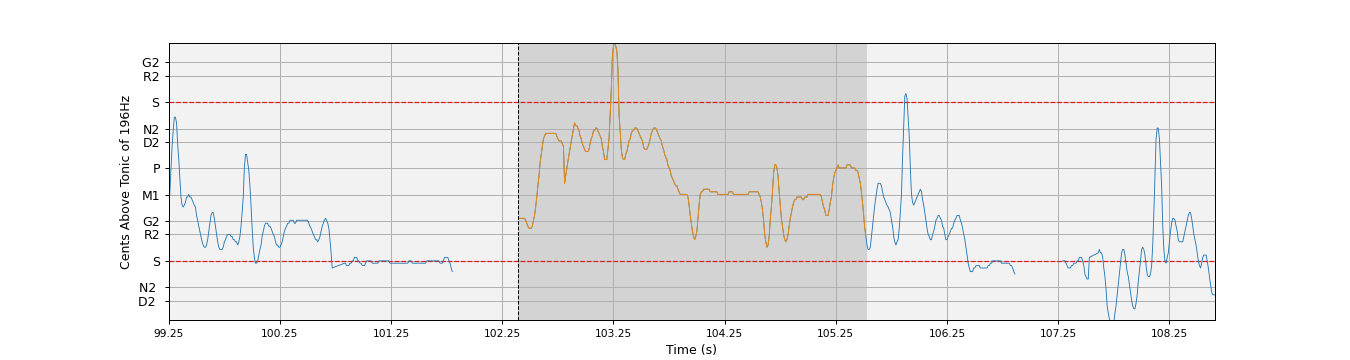 G2
R2
S
N2
D2
P
M1
G2
R2
S
N2
D2
Cents Above Tonic of 196Hz
99.25 100.25 101.25 102.25 103.25 104.25 105.25 106.25 107.25 108.25
Time (s)